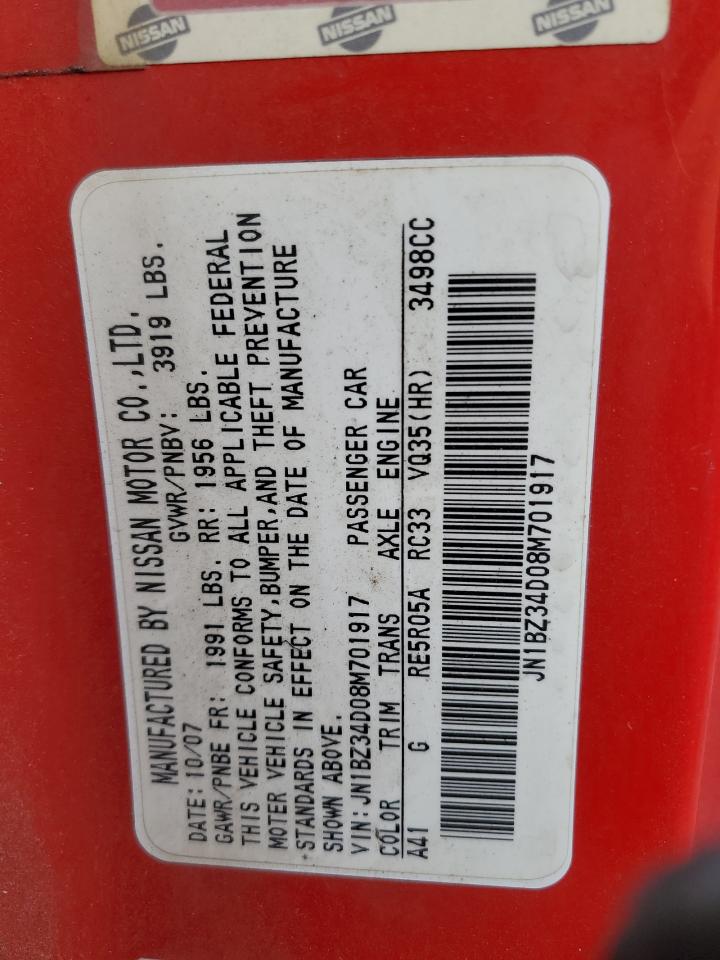 NISSAN NISSAN NISSAN
MANUFACTURED BY NISSAN MOTOR CO.,LTD.
DATE: 10/07 GVWR/PNBV: 3919 LBS.
GAWR/PNBE FR: 1991 LBS. RR: 1956 LBS.
THIS VEHICLE CONFORMS TO ALL APPLICABLE FEDERAL
MOTER VEHICLE SAFETY,BUMPER,AND THEFT PREVENTION
STANDARDS IN EFFECT ON THE DATE OF MANUFACTURE
SHOWN ABOVE.
VIN:JN1BZ34D08M701917 PASSENGER CAR
COLOR TRIM TRANS AXLE ENGINE
A41 G RE5R05A RC33 VQ35(HR) 3498CC
JN1BZ34D08M701917